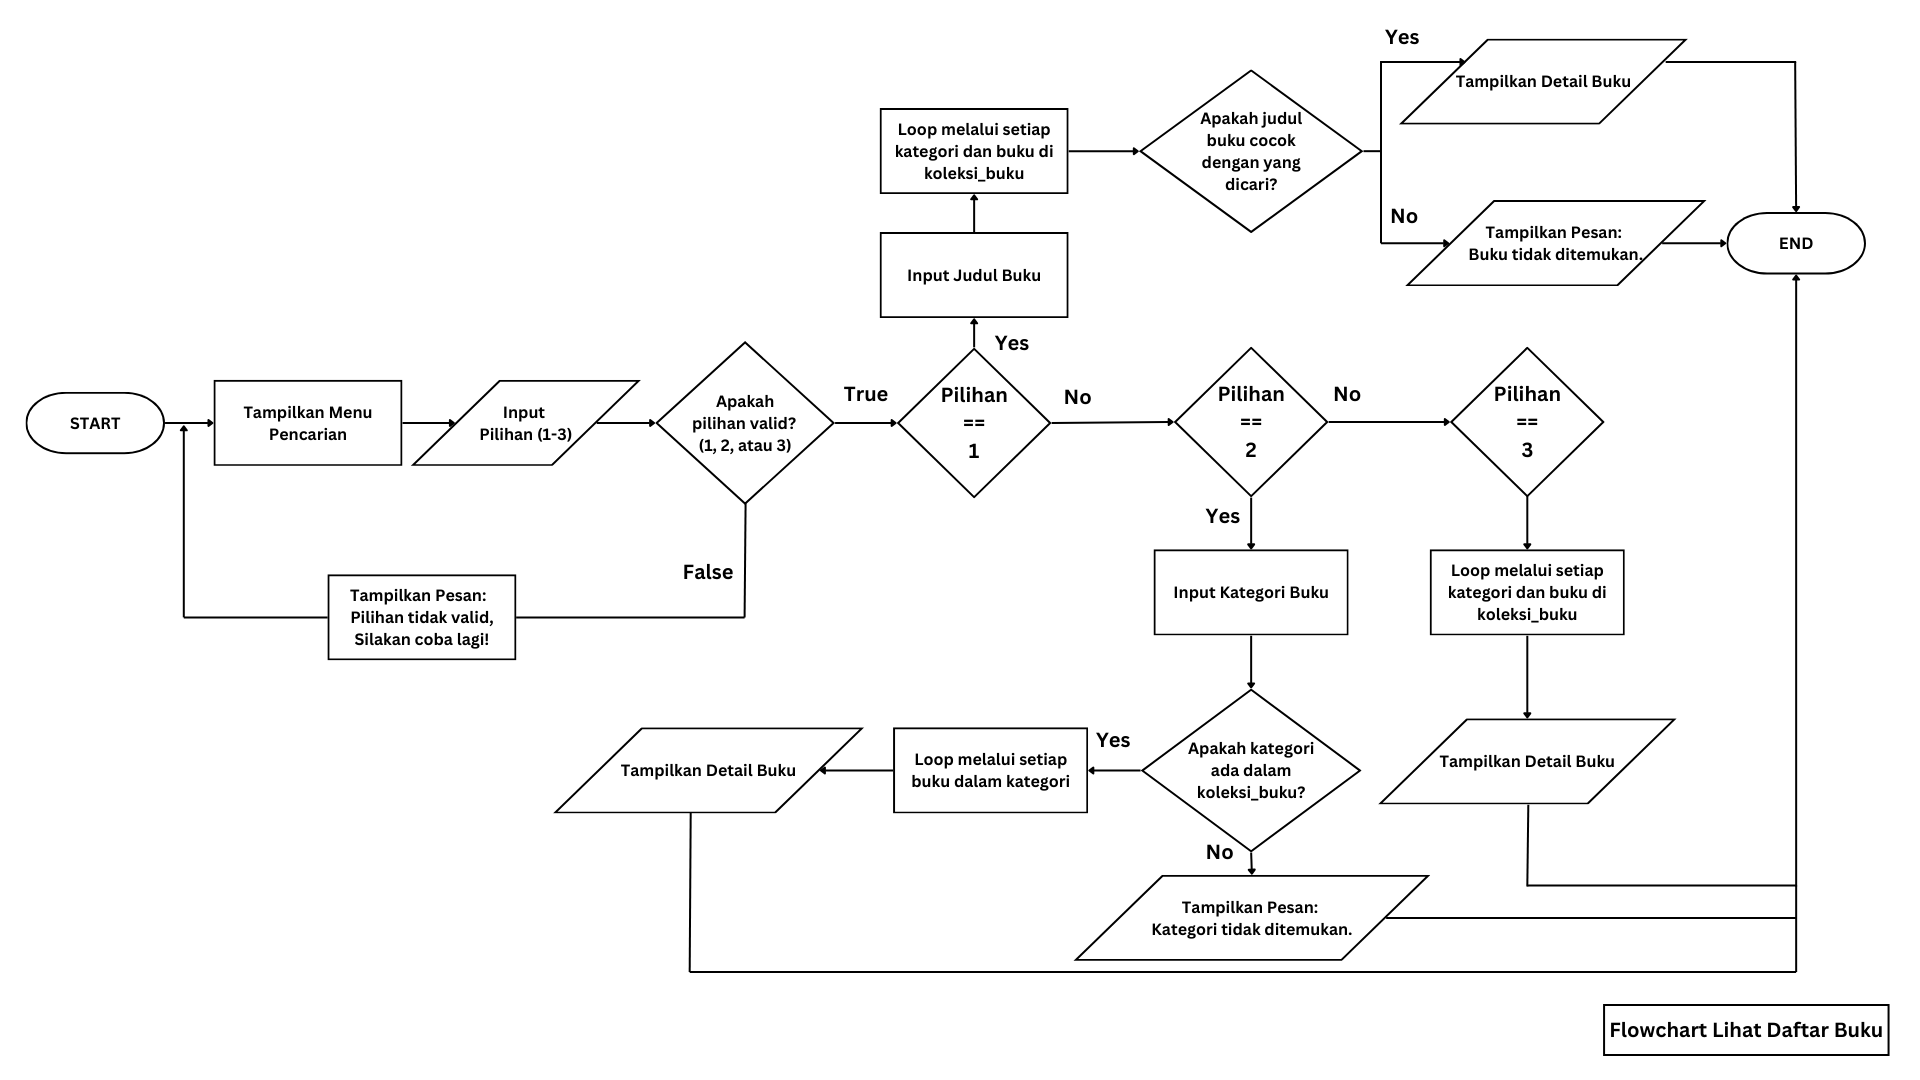 Yes
Tampilkan Detail Buku
Loop melalui setiap
kategori dan buku di
koleksi_buku
Apakah judul
buku cocok
dengan yang
dicari?
No
Tampilkan Pesan:
Buku tidak ditemukan.
END
Input Judul Buku
Yes
START
Tampilkan Menu
Pencarian
Input
Pilihan (1-3)
Apakah
pilihan valid?
(1, 2, atau 3)
True
Pilihan
==
1
No
Pilihan
==
2
No
Pilihan
==
3
False
Tampilkan Pesan:
Pilihan tidak valid,
Silakan coba lagi!
Yes
Input Kategori Buku
Loop melalui setiap
kategori dan buku di
koleksi_buku
Tampilkan Detail Buku
Loop melalui setiap
buku dalam kategori
Yes
Apakah kategori
ada dalam
koleksi_buku?
Tampilkan Detail Buku
No
Tampilkan Pesan:
Kategori tidak ditemukan.
Flowchart Lihat Daftar Buku